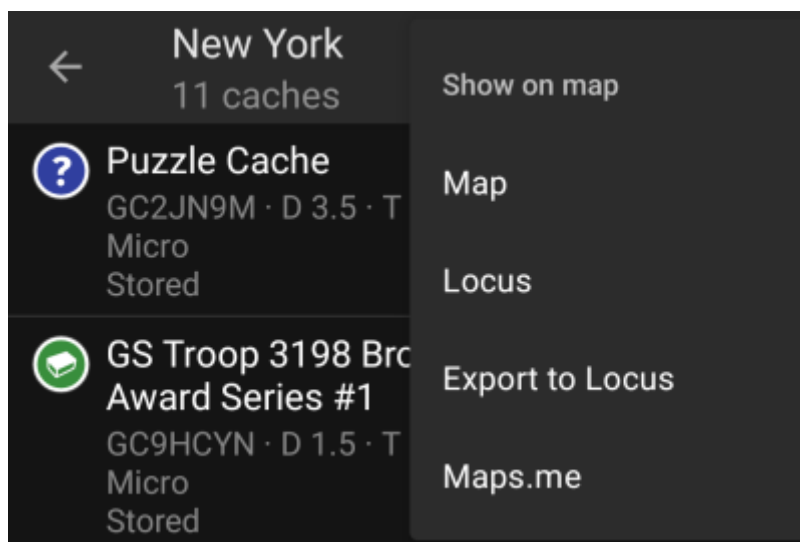 New York
11 caches
?
Puzzle Cache
GC2JN9M · D 3.5 · T
Micro
Stored
GS Troop 3198 Bro
Award Series #1
GC9HCYN · D 1.5 · T
Micro
Stored
Show on map
Map
Locus
Export to Locus
Maps.me